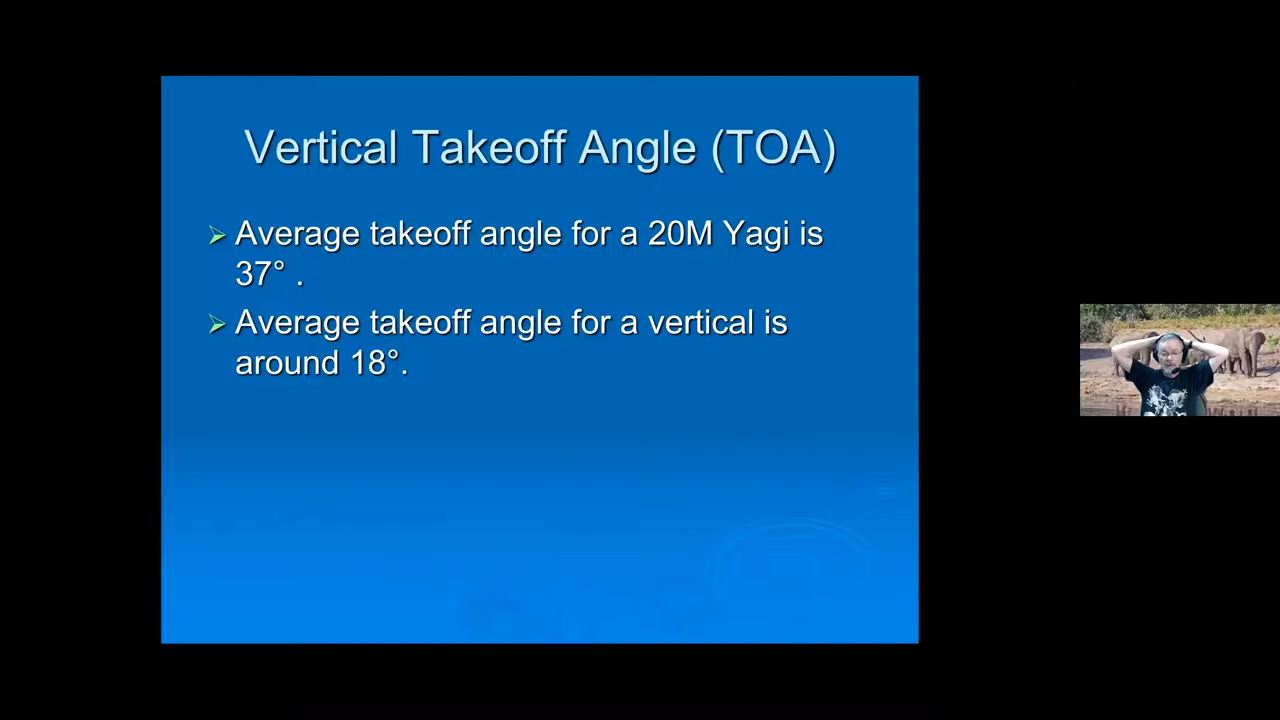 Vertical Takeoff Angle (TOA)
Average takeoff angle for a 20M Yagi is
37° .
Average takeoff angle for a vertical is
around 18°.